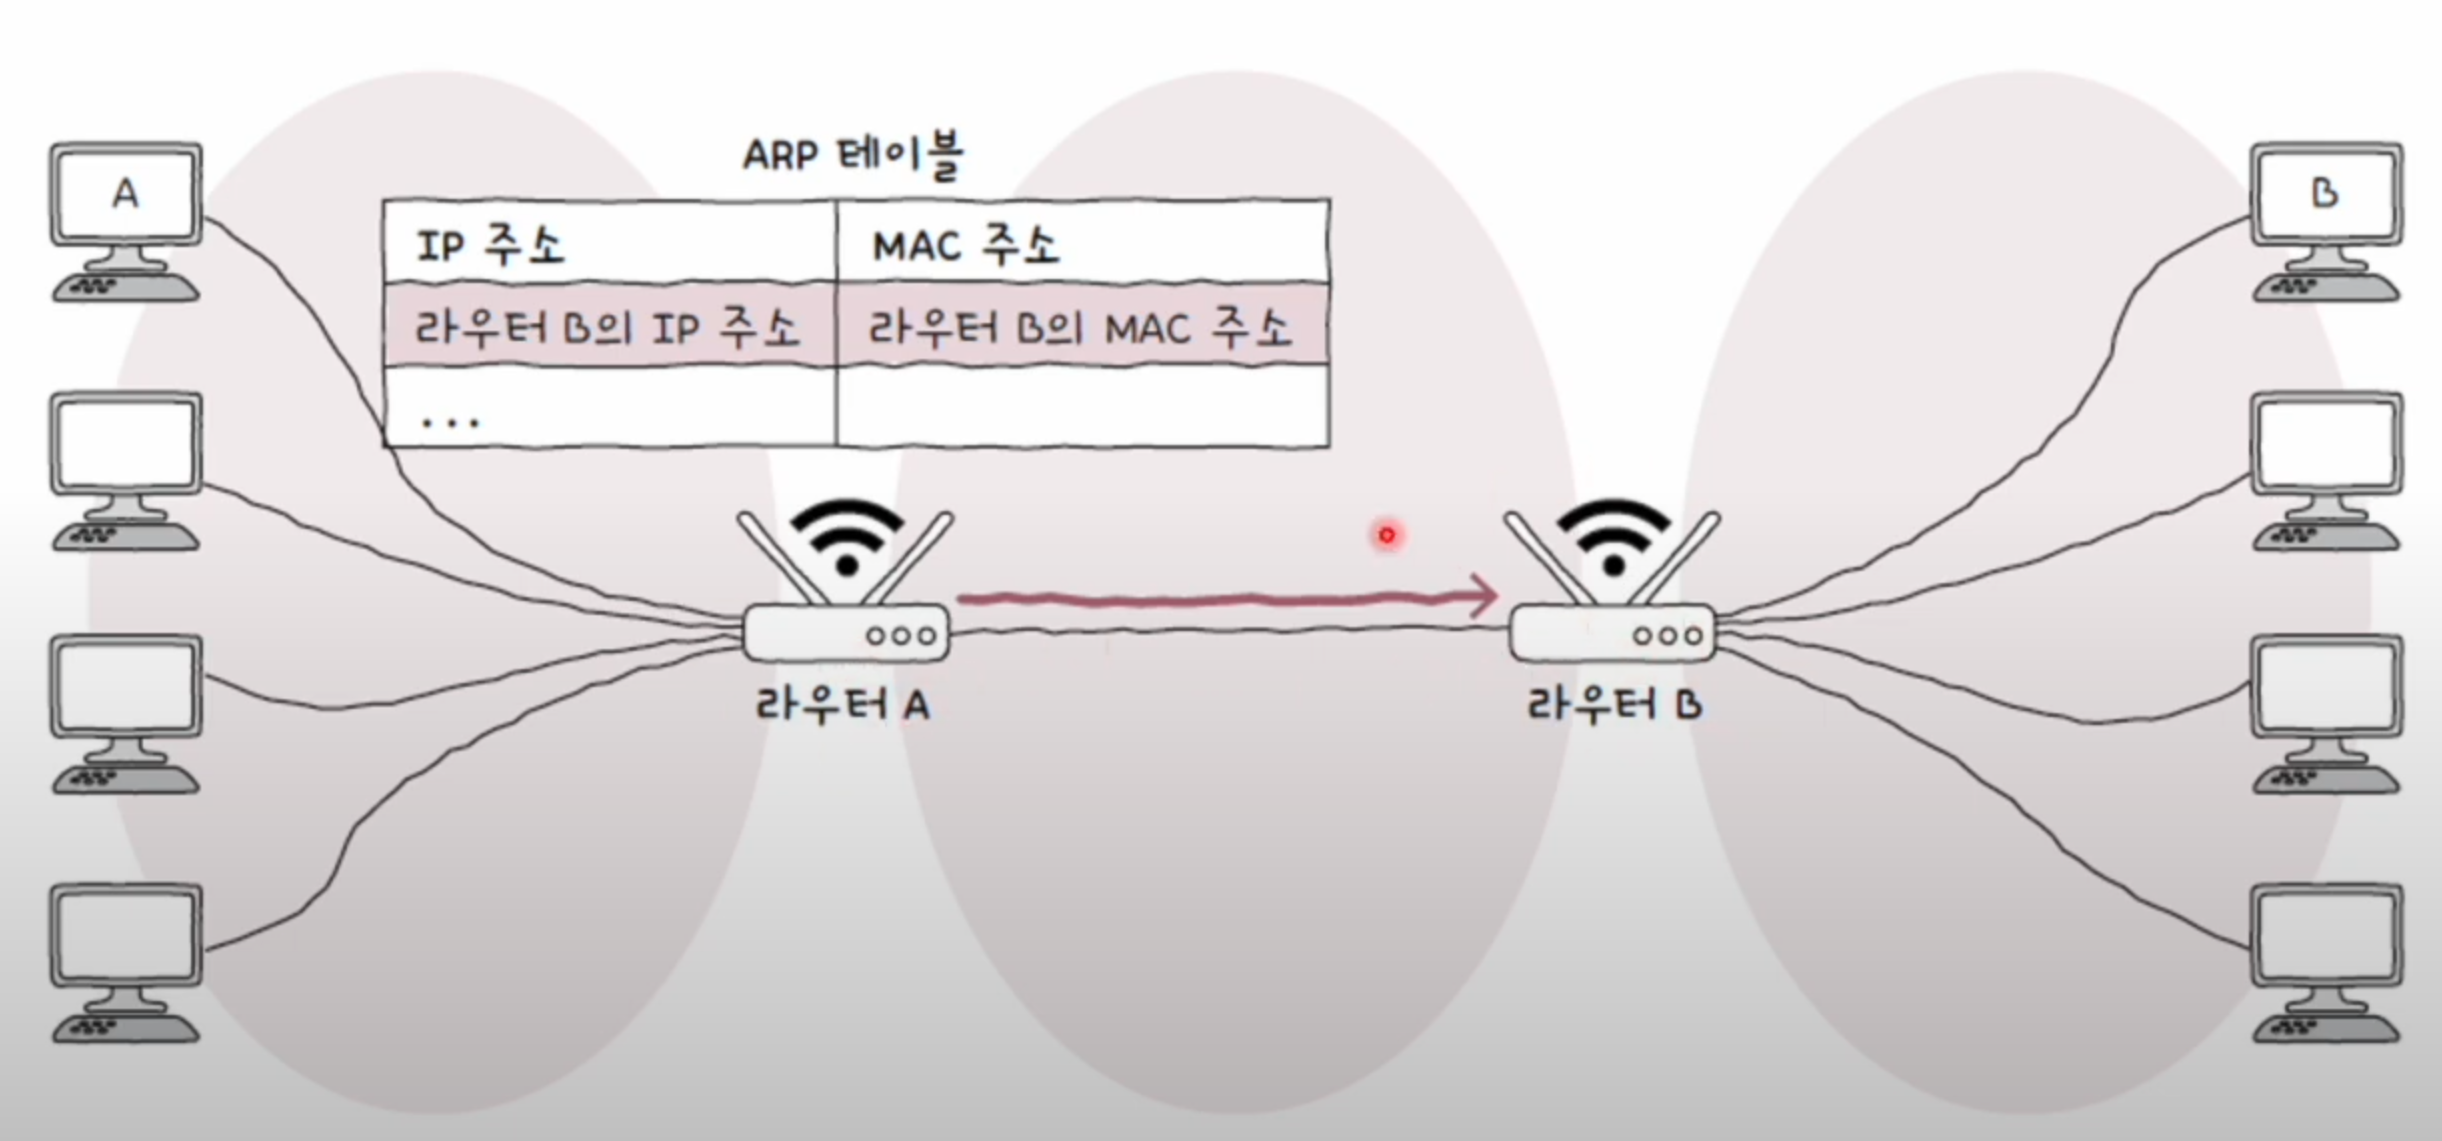 ARP 테이블
A
B
IP 주소 MAC 주소
라우터 B의 IP 주소 라우터 B의 MAC 주소
...
라우터 A
라우터 B